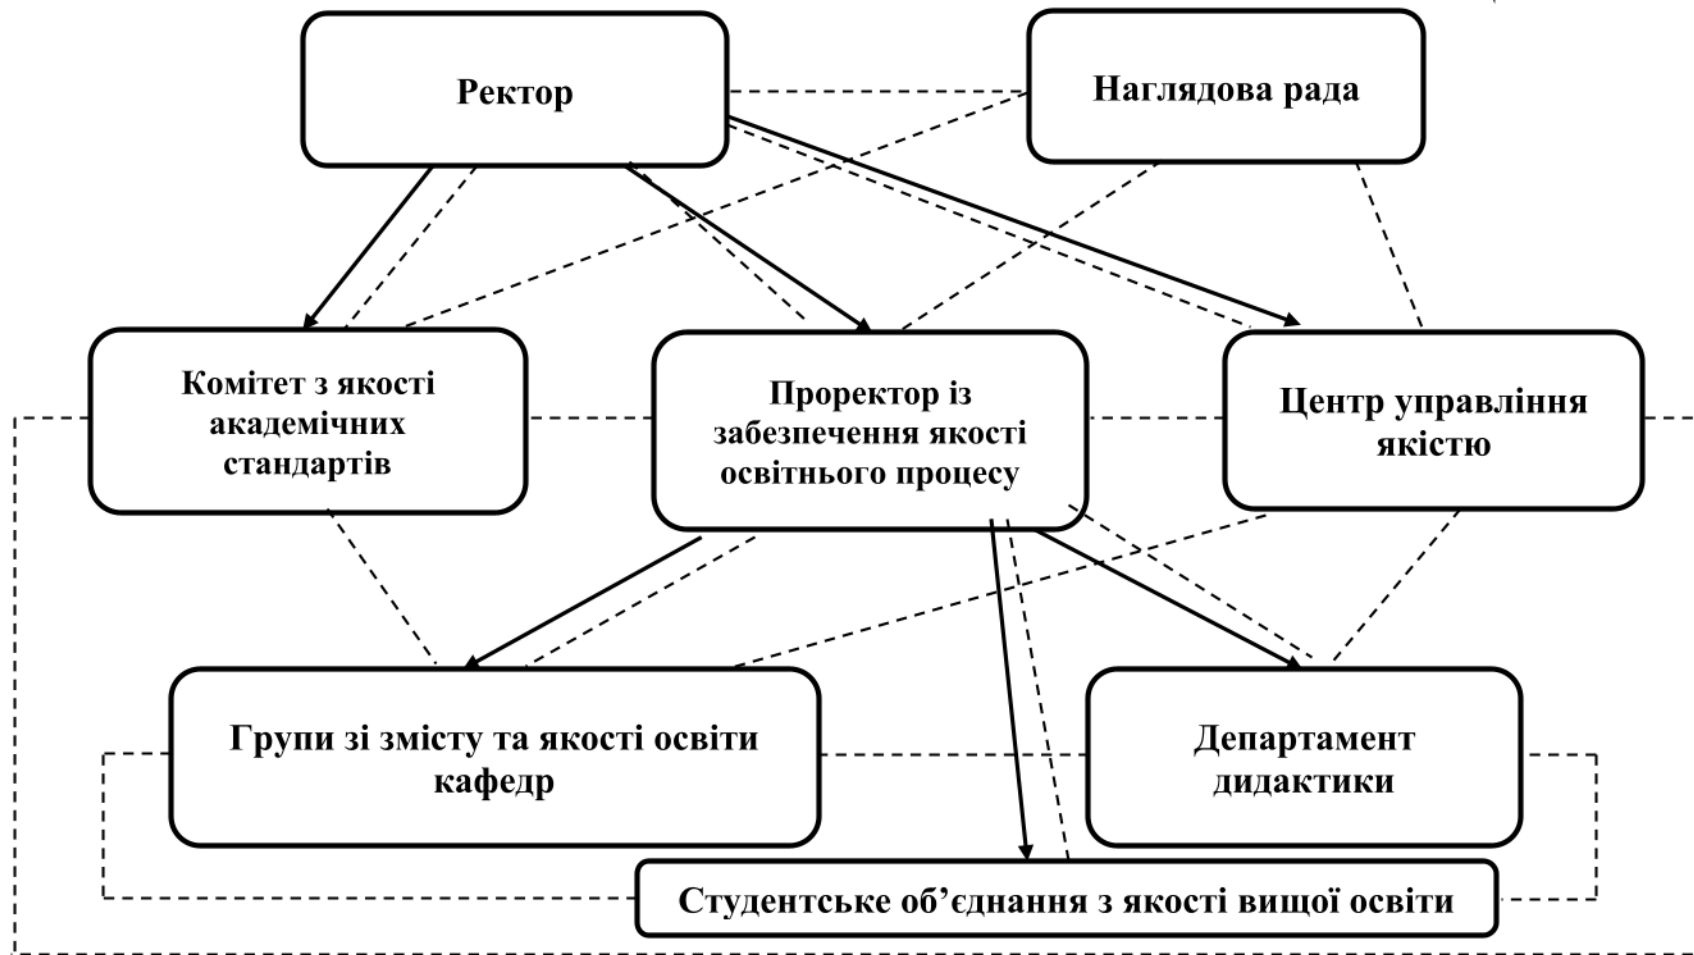 Ректор
Наглядова рада
Комітет з якості
академічних
стандартів
Проректор із
забезпечення якості
освітнього процесу
Центр управління
якістю
Групи зі змісту та якості освіти
кафедр
Департамент
дидактики
Студентське об’єднання з якості вищої освіти